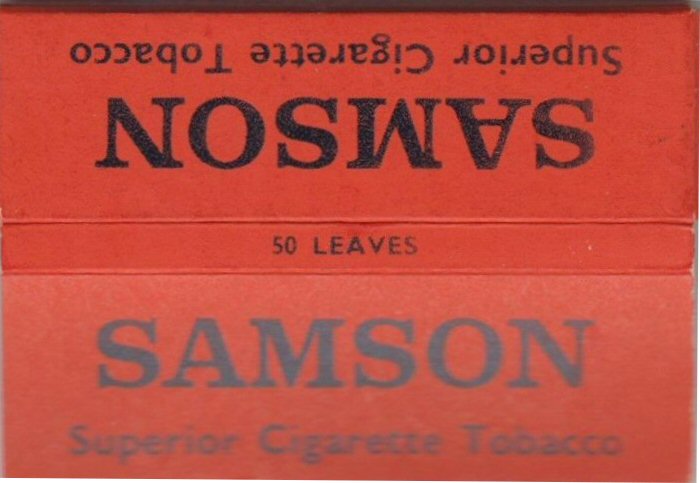 Superior Cigarette Tobacco
SAMSON
50 LEAVES
SAMSON
Superior Cigarette Tobacco